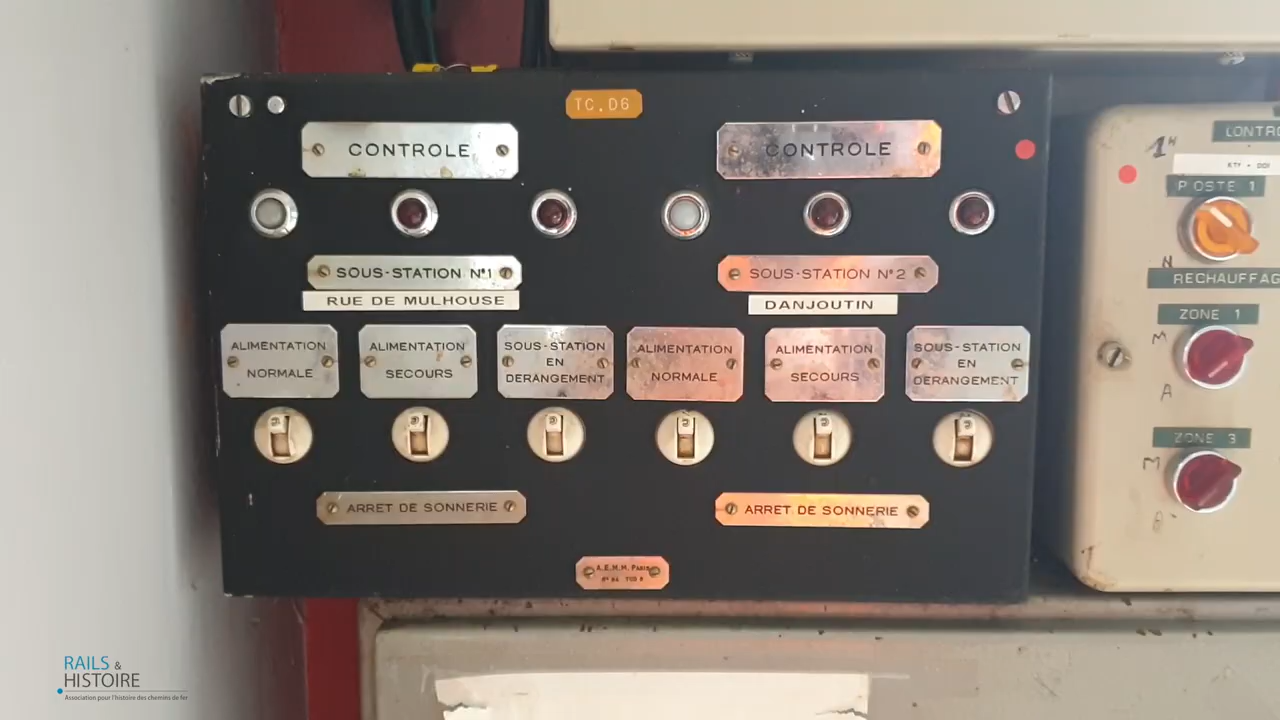 TC.D6
CONTROLE
CONTROLE
SOUS-STATION N°1
RUE DE MULHOUSE
SOUS-STATION N°2
DANJOUTIN
ALIMENTATION
NORMALE
ALIMENTATION
SECOURS
SOUS-STATION
EN
DERANGEMENT
ALIMENTATION
NORMALE
ALIMENTATION
SECOURS
SOUS-STATION
EN
DERANGEMENT
ARRET DE SONNERIE
ARRET DE SONNERIE
A.E.M.M. PARIS
CONTRO
POSTE 1
RECHAUFFAG
ZONE 1
M
A
ZONE 3
M
RAILS &
HISTOIRE
Association pour l'histoire des chemins de fer